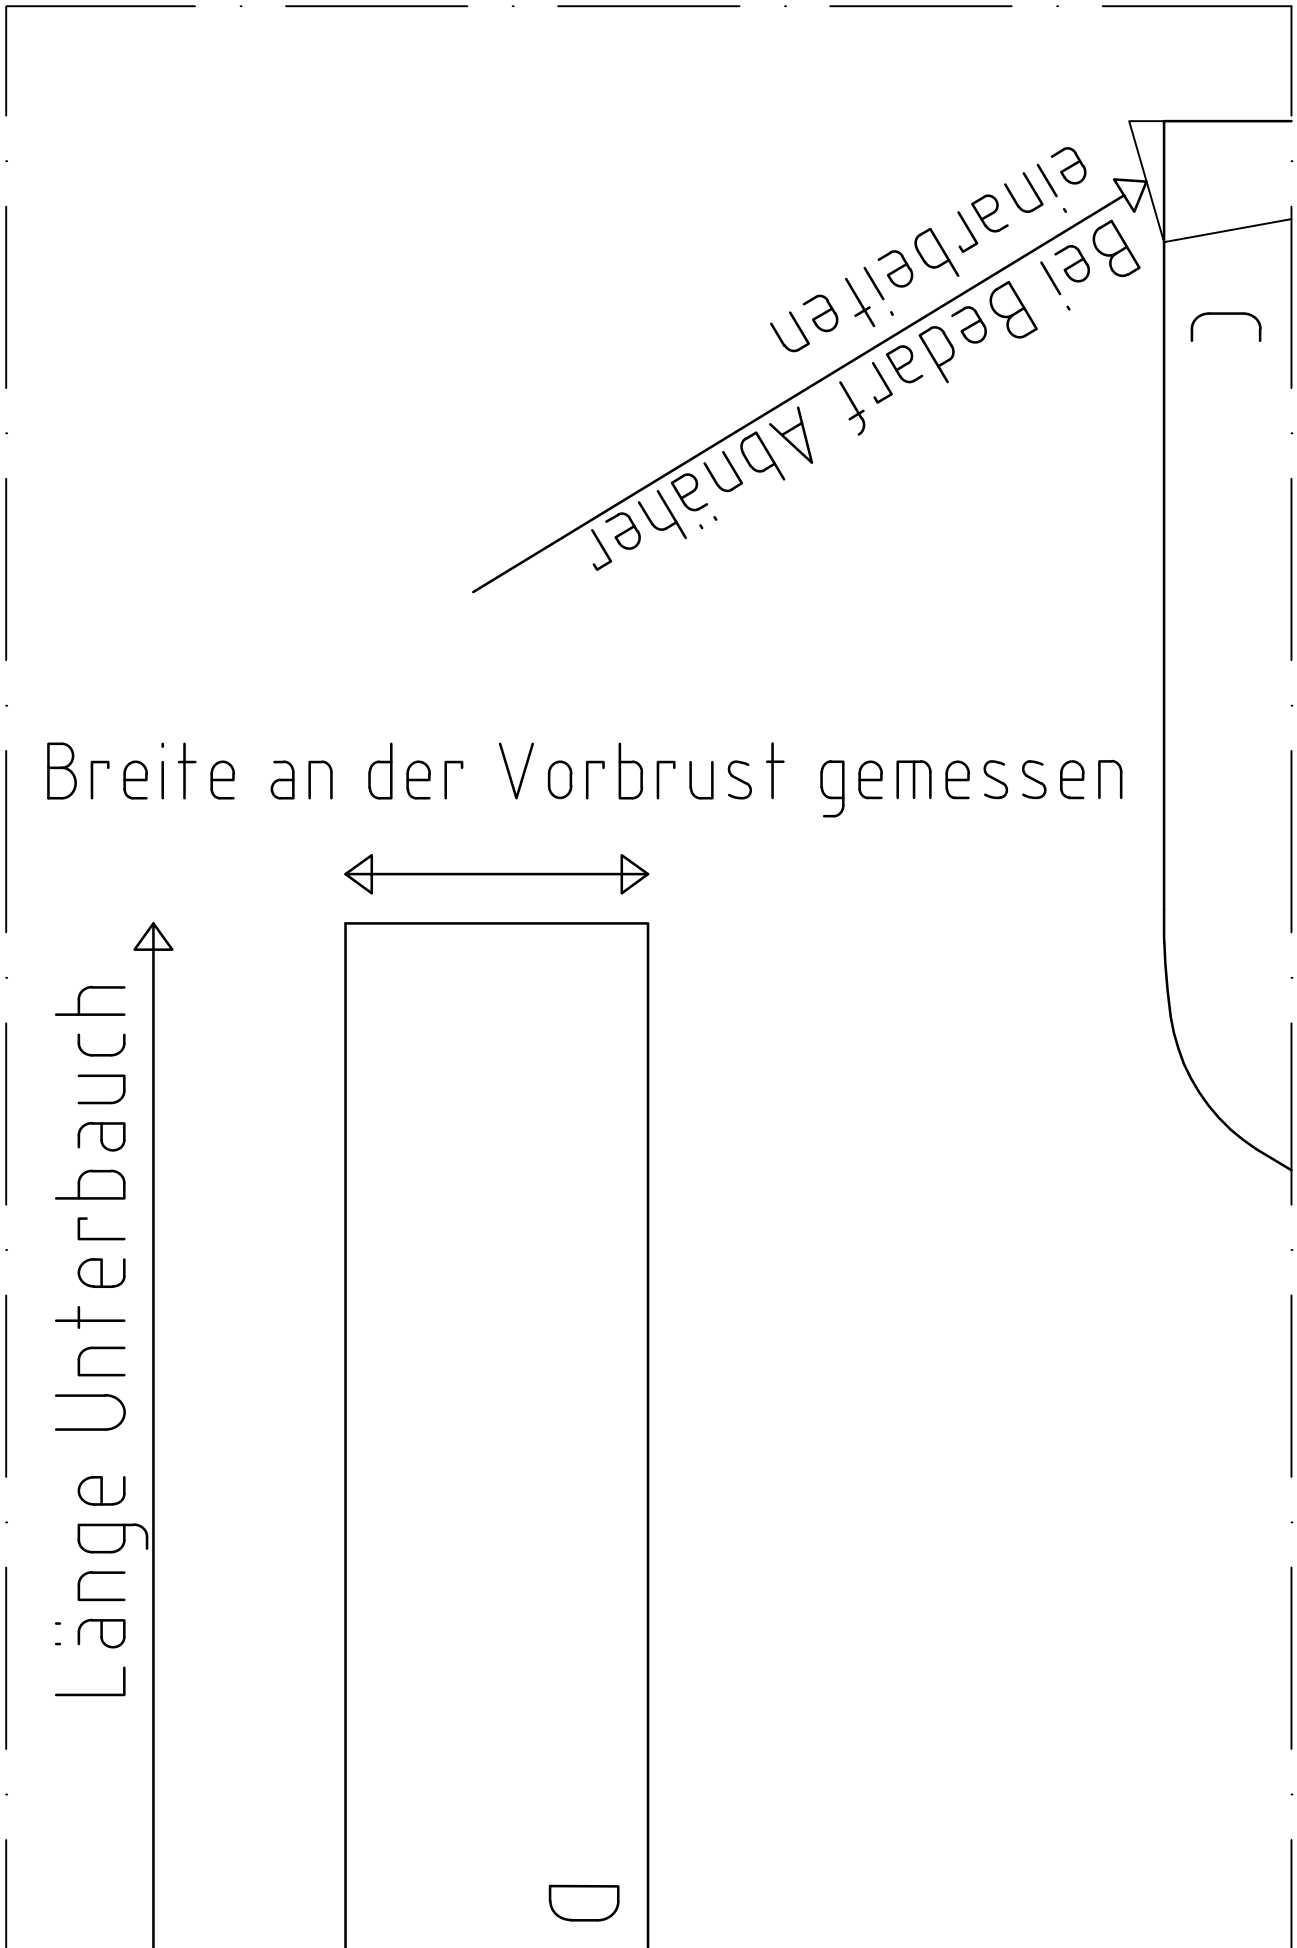 Bei Bedarf Abnäher
einarbeiten
Breite an der Vorbrust gemessen
Länge Unterbauch